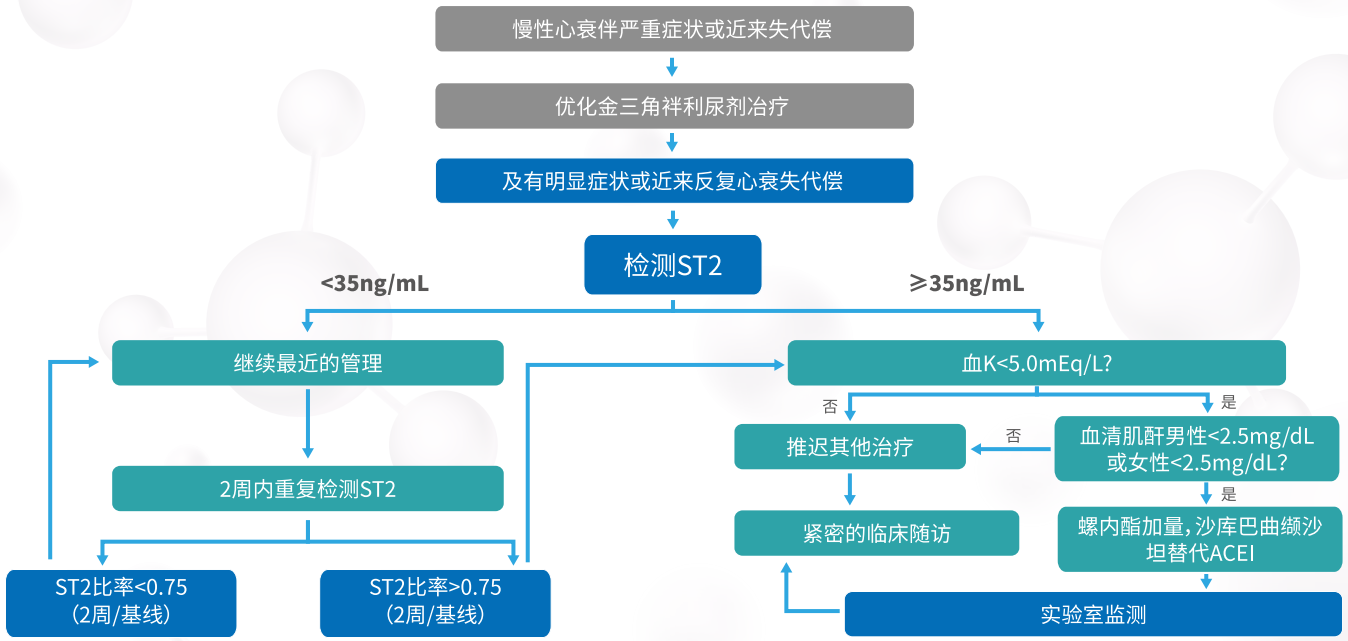 慢性心衰伴严重症状或近来失代偿
优化金三角袢利尿剂冶疗
及有明显症状或近来反复心衰失代偿
检测ST2
<35ng/mL
≥35ng/mL
继续最近的管理
血K<5.0mEq/L?
否
是
推迟其他治疗
否
血清肌酐男性<2.5mg/dL
或女性<2.5mg/dL?
2周内重复检测ST2
是
紧密的临床随访
螺内酯加量,沙库巴曲缬沙
坦替代ACEI
ST2比率<0.75
(2周/基线)
ST2比率>0.75
(2周/基线)
实验室监测